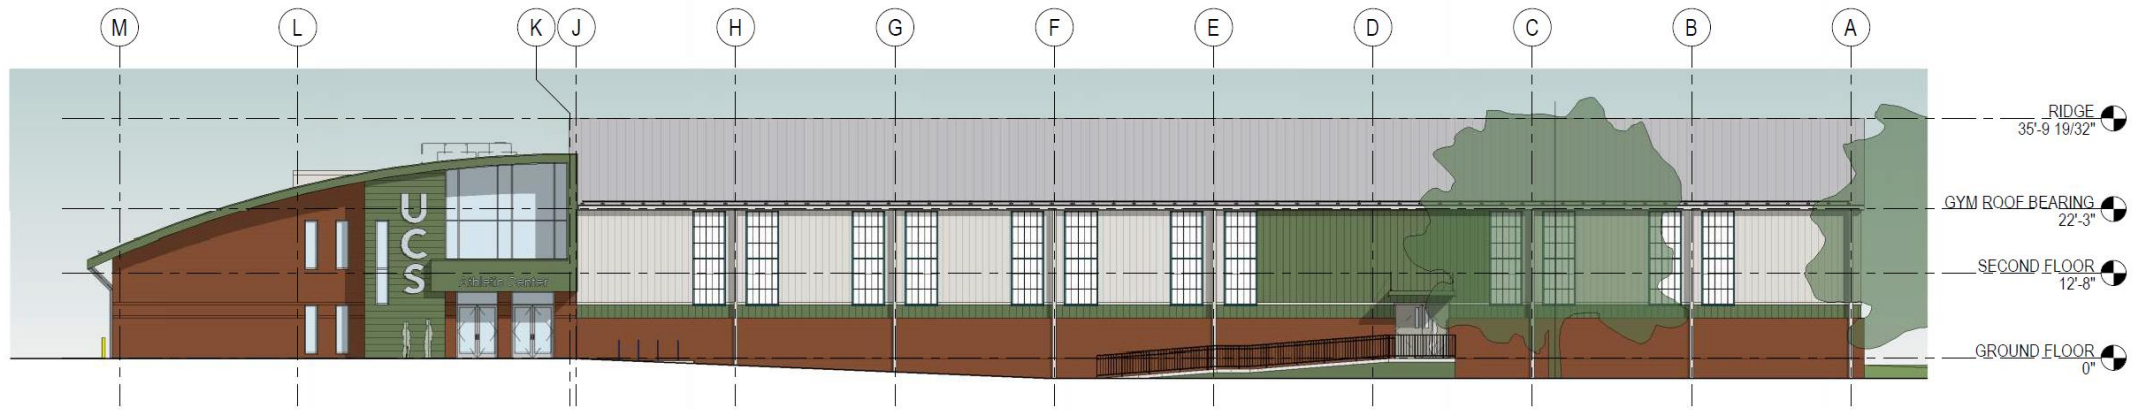 M L K J H G F E D C B A
RIDGE
35'-9 19/32"
GYM ROOF BEARING
22'-3"
UCS
SECOND FLOOR
12'-8"
Athletic Center
GROUND FLOOR
0"